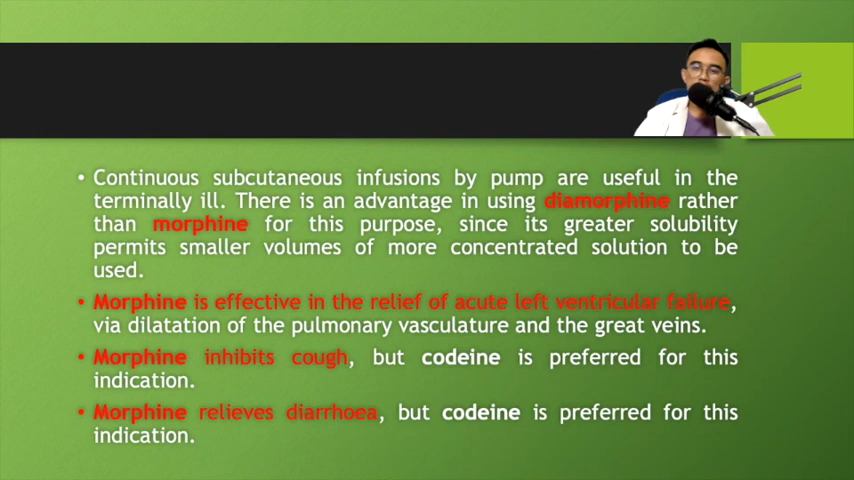 • Continuous subcutaneous infusions by pump are useful in the
terminally ill. There is an advantage in using diamorphine rather
than morphine for this purpose, since its greater solubility
permits smaller volumes of more concentrated solution to be
used.
• Morphine is effective in the relief of acute left ventricular failure,
via dilatation of the pulmonary vasculature and the great veins.
• Morphine inhibits cough, but codeine is preferred for this
indication.
• Morphine relieves diarrhoea, but codeine is preferred for this
indication.